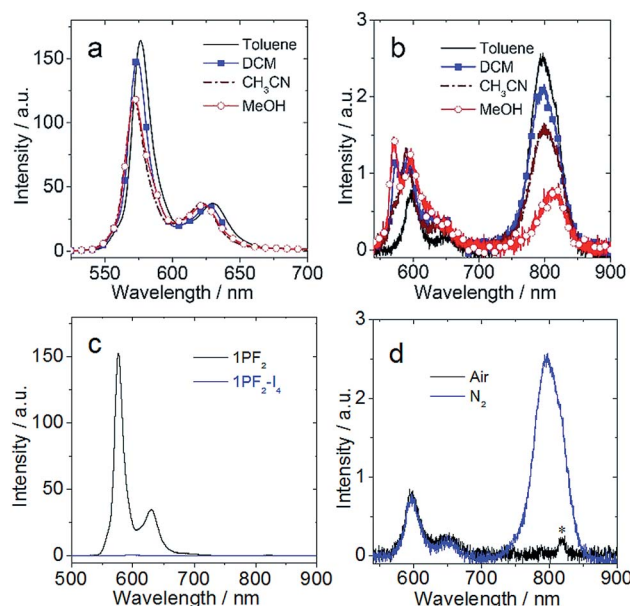 a
Toluene
DCM
CH₃CN
MeOH
150
100
50
0
Intensity / a.u.
550
600
650
700
Wavelength / nm
b
Toluene
DCM
CH₃CN
MeOH
3
2
1
0
Intensity / a.u.
600
700
800
900
Wavelength / nm
c
1PF₂
1PF₂-I₄
150
100
50
0
Intensity / a.u.
500
600
700
800
900
Wavelength / nm
d
Air
N₂
*
3
2
1
0
Intensity / a.u.
600
700
800
900
Wavelength / nm